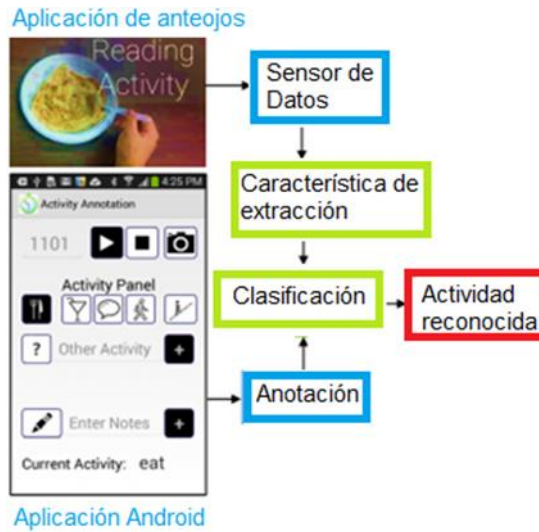 Aplicación de anteojos
Reading
Activity
Sensor de
Datos
Característica de
extracción
Clasificación
Actividad
reconocida
Anotación
4:25 PM
Activity Annotation
1101
Activity Panel
? Other Activity +
Enter Notes +
Current Activity: eat
Aplicación Android